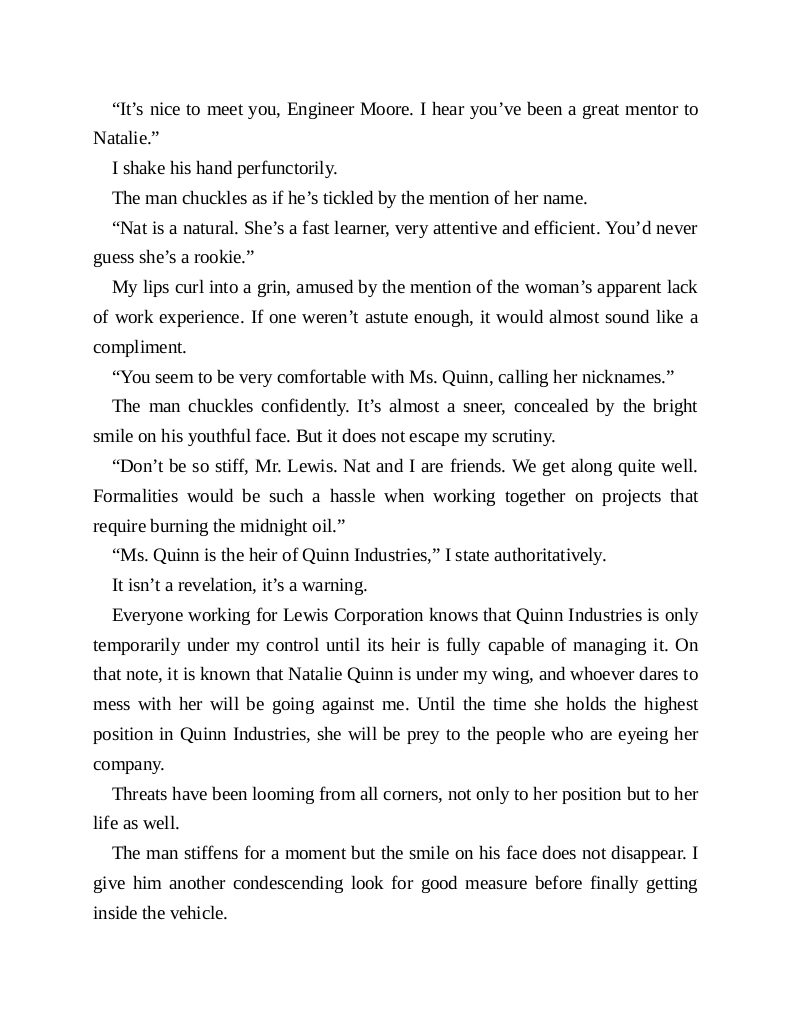 “It’s nice to meet you, Engineer Moore. I hear you’ve been a great mentor to
Natalie.”
I shake his hand perfunctorily.
The man chuckles as if he’s tickled by the mention of her name.
“Nat is a natural. She’s a fast learner, very attentive and efficient. You’d never
guess she’s a rookie.”
My lips curl into a grin, amused by the mention of the woman’s apparent lack
of work experience. If one weren’t astute enough, it would almost sound like a
compliment.
“You seem to be very comfortable with Ms. Quinn, calling her nicknames.”
The man chuckles confidently. It’s almost a sneer, concealed by the bright
smile on his youthful face. But it does not escape my scrutiny.
“Don’t be so stiff, Mr. Lewis. Nat and I are friends. We get along quite well.
Formalities would be such a hassle when working together on projects that
require burning the midnight oil.”
“Ms. Quinn is the heir of Quinn Industries,” I state authoritatively.
It isn’t a revelation, it’s a warning.
Everyone working for Lewis Corporation knows that Quinn Industries is only
temporarily under my control until its heir is fully capable of managing it. On
that note, it is known that Natalie Quinn is under my wing, and whoever dares to
mess with her will be going against me. Until the time she holds the highest
position in Quinn Industries, she will be prey to the people who are eyeing her
company.
Threats have been looming from all corners, not only to her position but to her
life as well.
The man stiffens for a moment but the smile on his face does not disappear. I
give him another condescending look for good measure before finally getting
inside the vehicle.